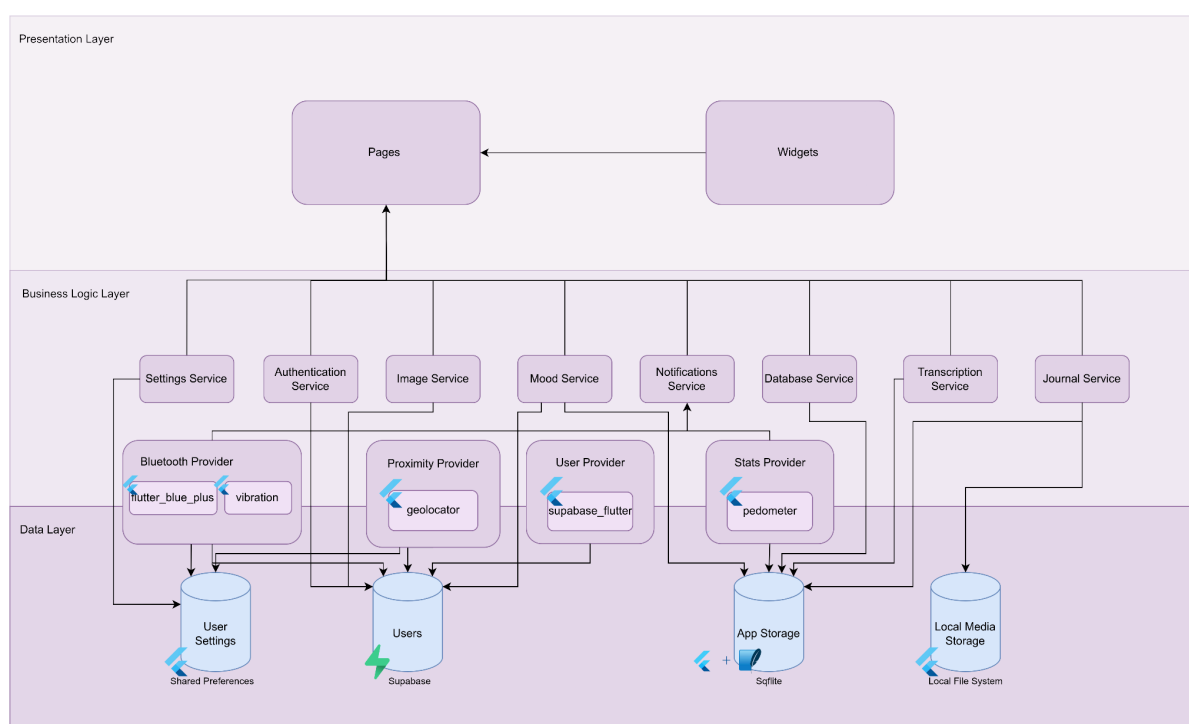 Presentation Layer
Pages
Widgets
Business Logic Layer
Settings Service
Authentication
Service
Image Service
Mood Service
Notifications
Service
Database Service
Transcription
Service
Journal Service
Bluetooth Provider
flutter_blue_plus
vibration
Proximity Provider
geolocator
User Provider
supabase_flutter
Stats Provider
pedometer
Data Layer
User
Settings
Shared Preferences
Users
Supabase
App Storage
+
Sqflite
Local Media
Storage
Local File System